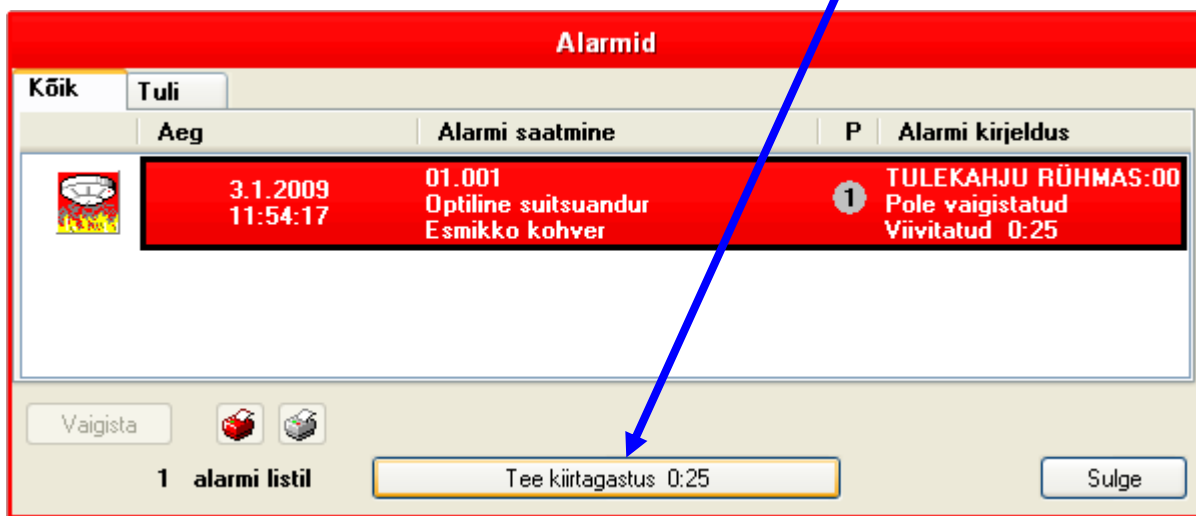 Alarmid
Kõik Tuli
Aeg Alarmi saatmine P Alarmi kirjeldus
3.1.2009 01.001 TULEKAHJU RÜHMAS:00
11:54:17 Optiline suitsuandur 1 Pole vaigistatud
Esmikko kohver Viivitatud 0:25
Vaigista
1 alarmi listil Tee kiirtagastus 0:25 Sulge